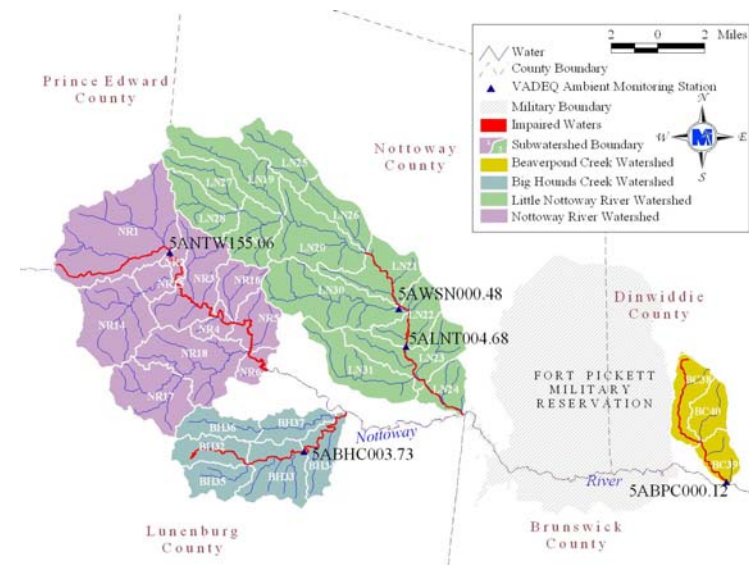 2 0 2 Miles
Water
County Boundary
VADEQ Ambient Monitoring Station
Military Boundary
Impaired Waters
Subwatershed Boundary
Beaverpond Creek Watershed
Big Hounds Creek Watershed
Little Nottoway River Watershed
Nottoway River Watershed
N
W
E
S
M
Prince Edward
County
Nottoway
County
LN25
LN19
LN27
LN28
LN26
LN20
LN21
NR1
5ANTW155.06
NR3
NR16
LN30
5AWSN000.48
LN22
Dinwiddie
County
NR14
NR4
NR5
5ALNT004.68
LN23
NR18
LN31
NR6
LN24
FORT PICKETT
MILITARY
RESERVATION
BC38
BC40
NR17
BH36
BH37
Nottoway
BH32
5ABHC003.73
BC39
BH35
BH33
River
5ABPC000.12
Lunenburg
County
Brunswick
County